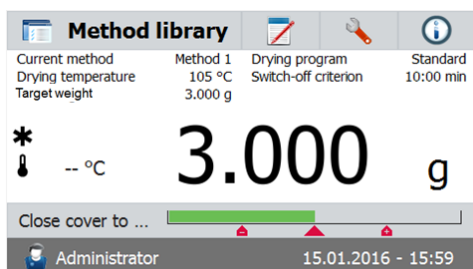 Method library
Current method Method 1 Drying program Standard
Drying temperature 105 °C Switch-off criterion 10:00 min
Target weight 3.000 g
-- °C 3.000 g
Close cover to ...
Administrator 15.01.2016 - 15:59